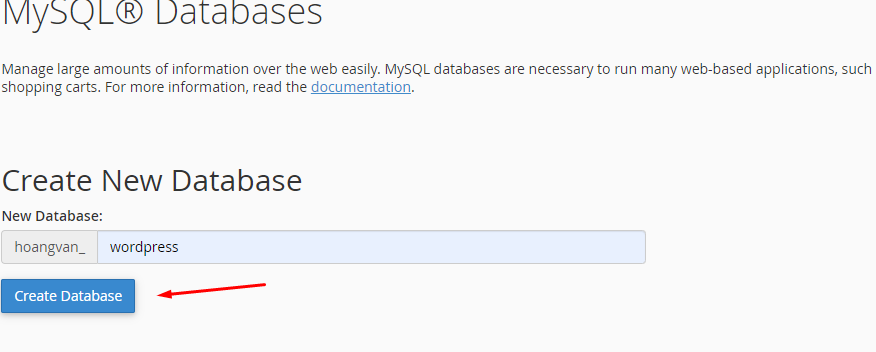 MySQL® Databases
Manage large amounts of information over the web easily. MySQL databases are necessary to run many web-based applications, such
shopping carts. For more information, read the documentation.
Create New Database
New Database:
hoangvan_ wordpress
Create Database